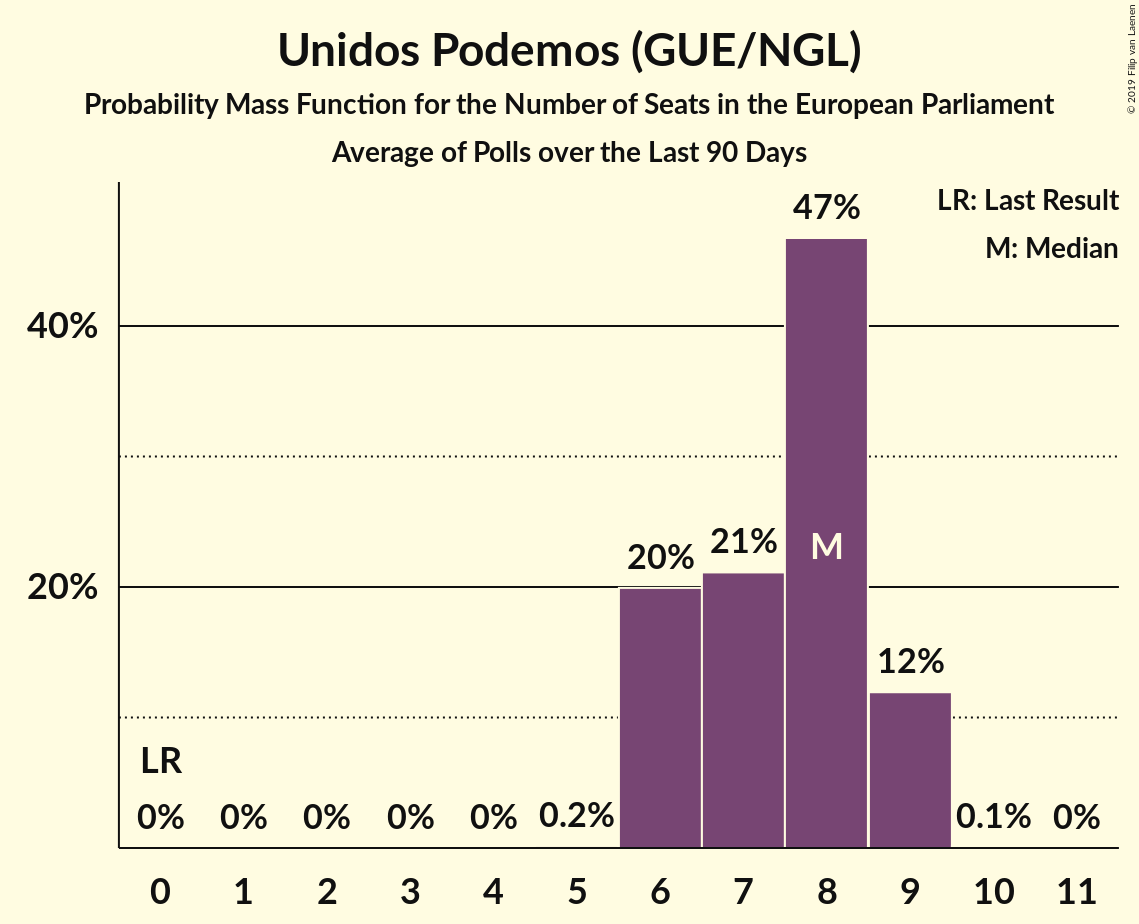 Unidos Podemos (GUE/NGL)
Probability Mass Function for the Number of Seats in the European Parliament
Average of Polls over the Last 90 Days
© 2019 Filip van Laenen
LR: Last Result
M: Median
47%
40%
20%
21%
20%
M
12%
LR
0% 0% 0% 0% 0% 0.2% 0.1% 0%
0 1 2 3 4 5 6 7 8 9 10 11